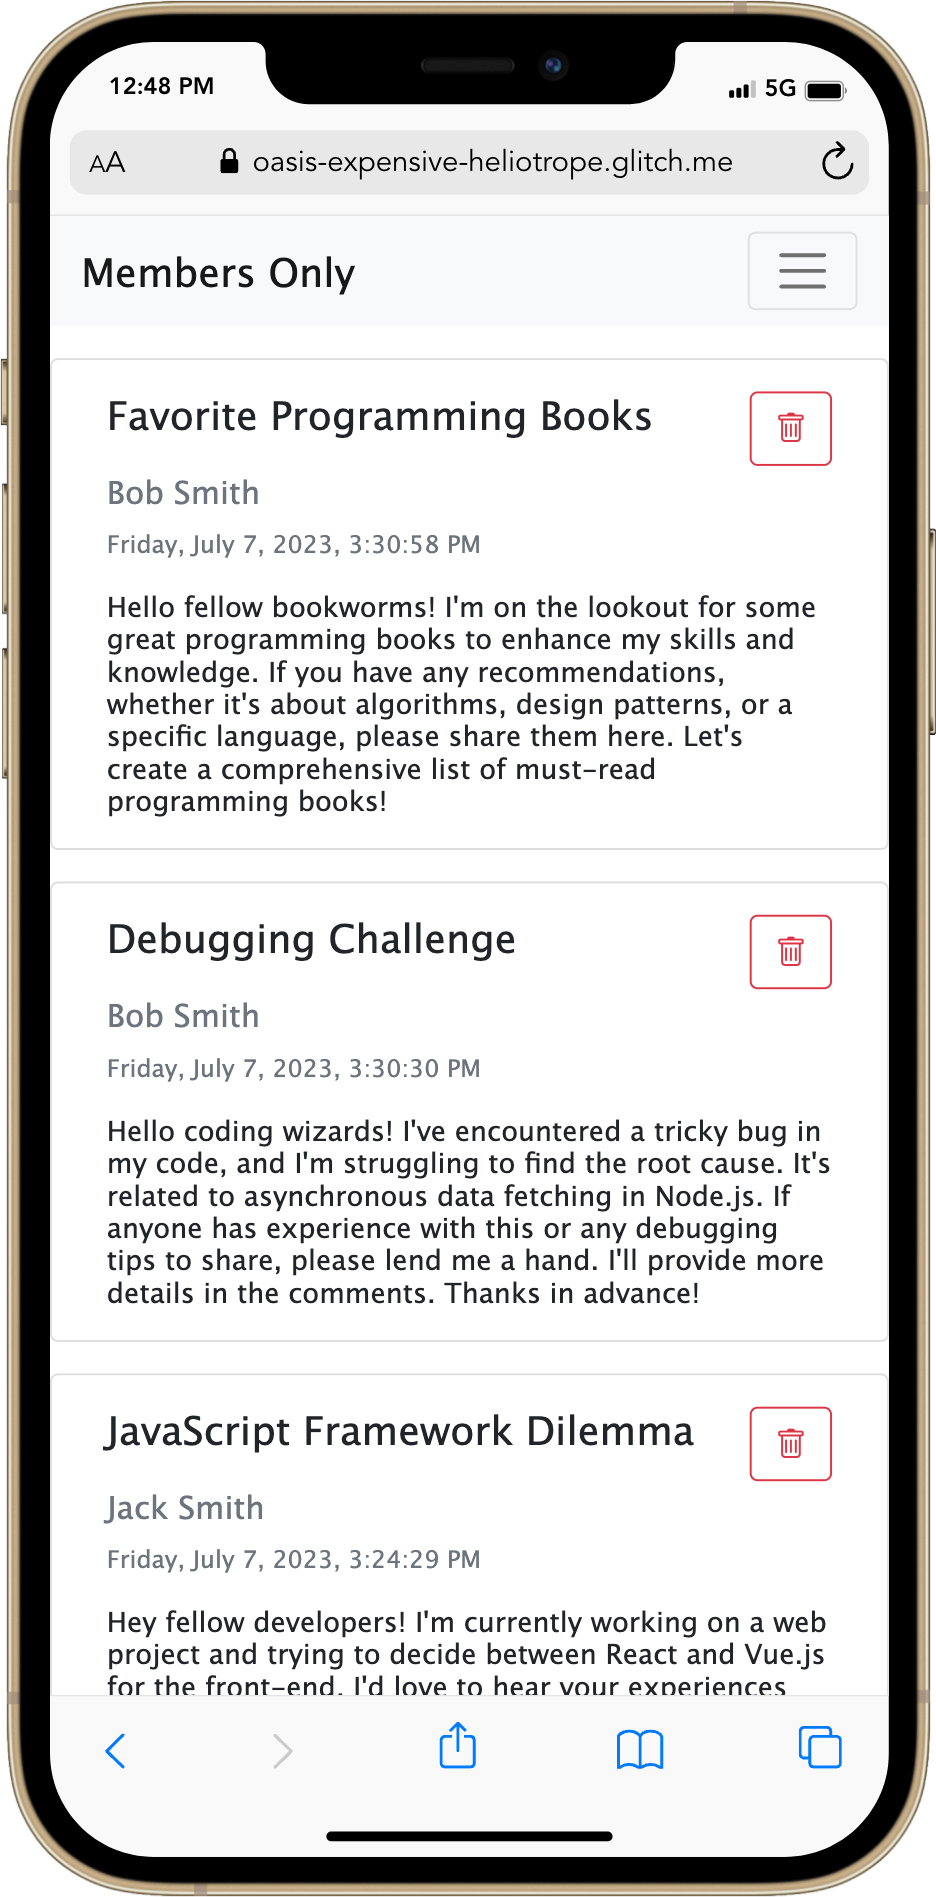 12:48 PM
5G
AA
oasis-expensive-heliotrope.glitch.me
Members Only
Favorite Programming Books
Bob Smith
Friday, July 7, 2023, 3:30:58 PM
Hello fellow bookworms! I'm on the lookout for some
great programming books to enhance my skills and
knowledge. If you have any recommendations,
whether it's about algorithms, design patterns, or a
specific language, please share them here. Let's
create a comprehensive list of must-read
programming books!
Debugging Challenge
Bob Smith
Friday, July 7, 2023, 3:30:30 PM
Hello coding wizards! I've encountered a tricky bug in
my code, and I'm struggling to find the root cause. It's
related to asynchronous data fetching in Node.js. If
anyone has experience with this or any debugging
tips to share, please lend me a hand. I'll provide more
details in the comments. Thanks in advance!
JavaScript Framework Dilemma
Jack Smith
Friday, July 7, 2023, 3:24:29 PM
Hey fellow developers! I'm currently working on a web
project and trying to decide between React and Vue.js
for the front-end. I'd love to hear your experiences